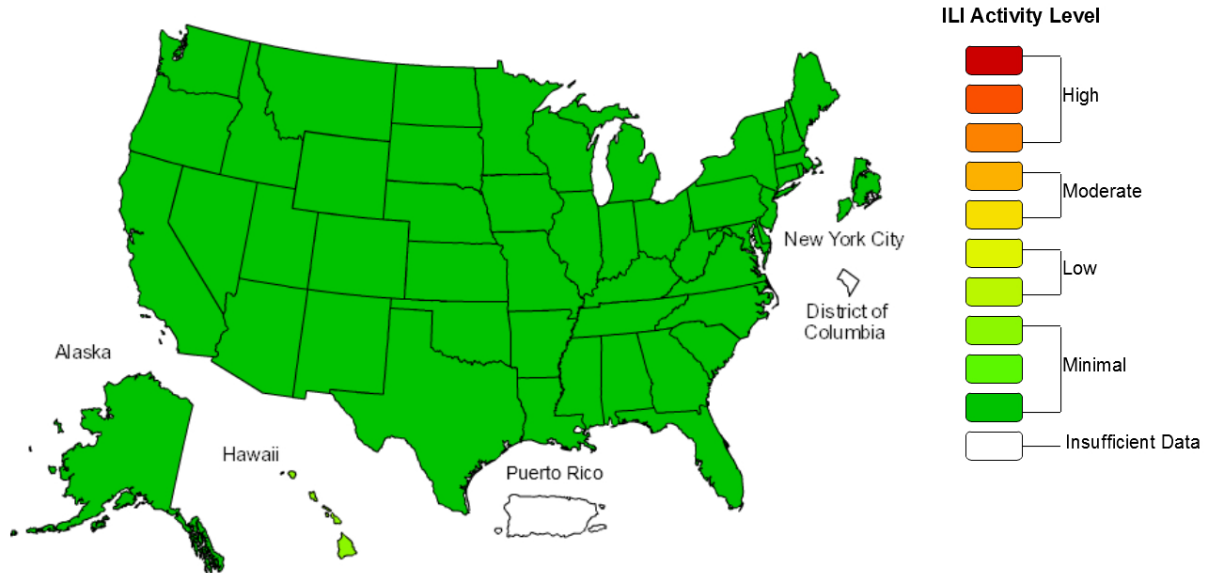 ILI Activity Level
High
Moderate
Low
Minimal
Insufficient Data
New York City
District of
Columbia
Alaska
Hawaii
Puerto Rico